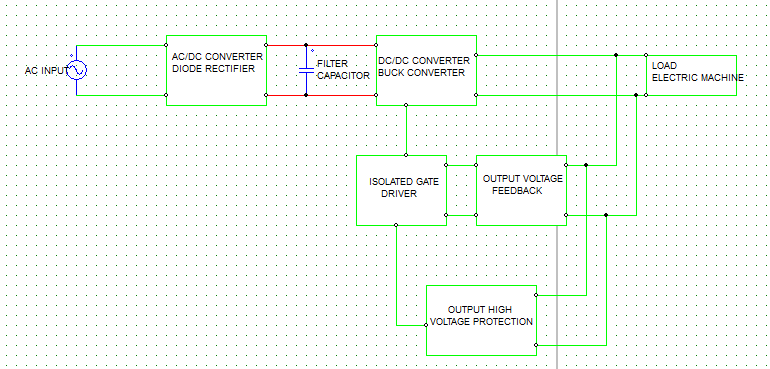 AC INPUT
AC/DC CONVERTER
DIODE RECTIFIER
FILTER
CAPACITOR
DC/DC CONVERTER
BUCK CONVERTER
LOAD
ELECTRIC MACHINE
ISOLATED GATE
DRIVER
OUTPUT VOLTAGE
FEEDBACK
OUTPUT HIGH
VOLTAGE PROTECTION